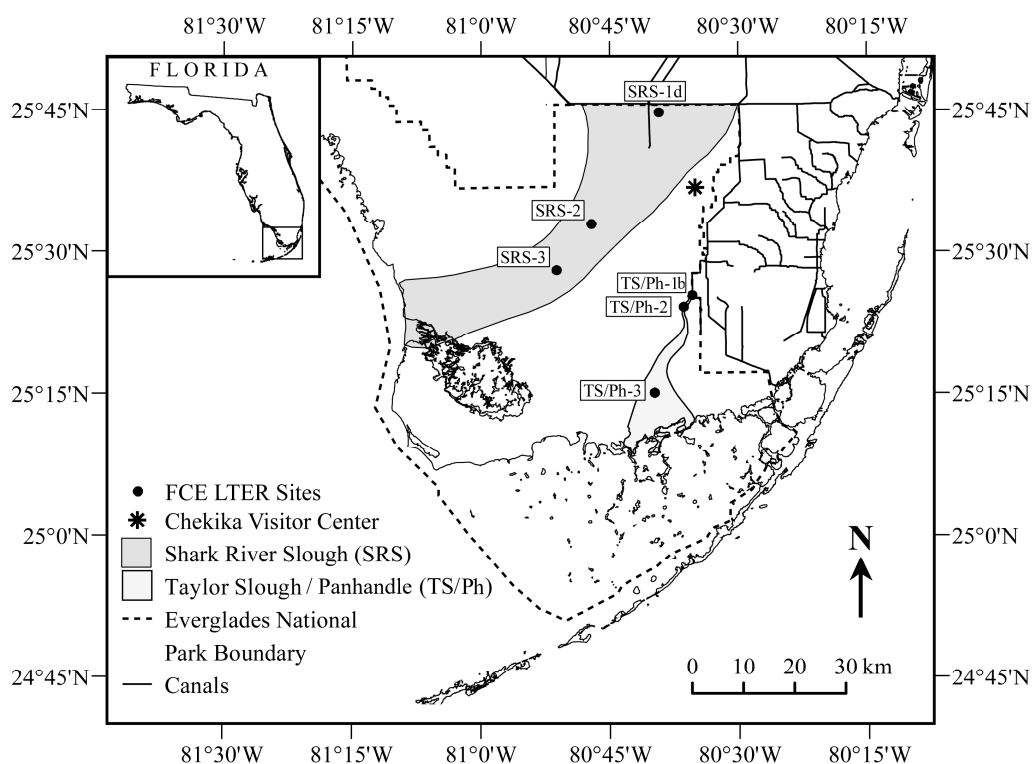 81°30'W 81°15'W 81°0'W 80°45'W 80°30'W 80°15'W
FLORIDA
SRS-1d
25°45'N 25°45'N
SRS-2
25°30'N 25°30'N
SRS-3
TS/Ph-1b
TS/Ph-2
25°15'N 25°15'N
TS/Ph-3
FCE LTER Sites
Chekika Visitor Center
25°0'N 25°0'N
N
Shark River Slough (SRS)
Taylor Slough / Panhandle (TS/Ph)
Everglades National
Park Boundary
0 10 20 30 km
24°45'N 24°45'N
Canals
81°30'W 81°15'W 81°0'W 80°45'W 80°30'W 80°15'W